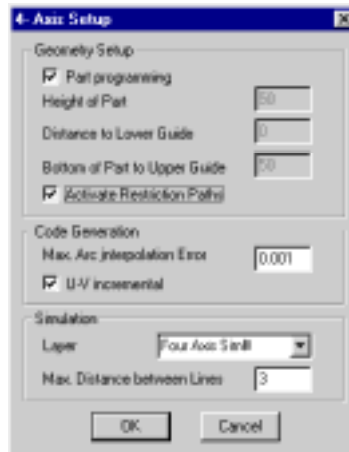 4- Axis Setup
Geometry Setup
Part programming
Height of Part 50
Distance to Lower Guide 0
Bottom of Part to Upper Guide 50
Activate Restriction Paths
Code Generation
Max. Arc interpolation Error 0.001
U-V incremental
Simulation
Layer Four Axis Sim#
Max. Distance between Lines 3
OK Cancel